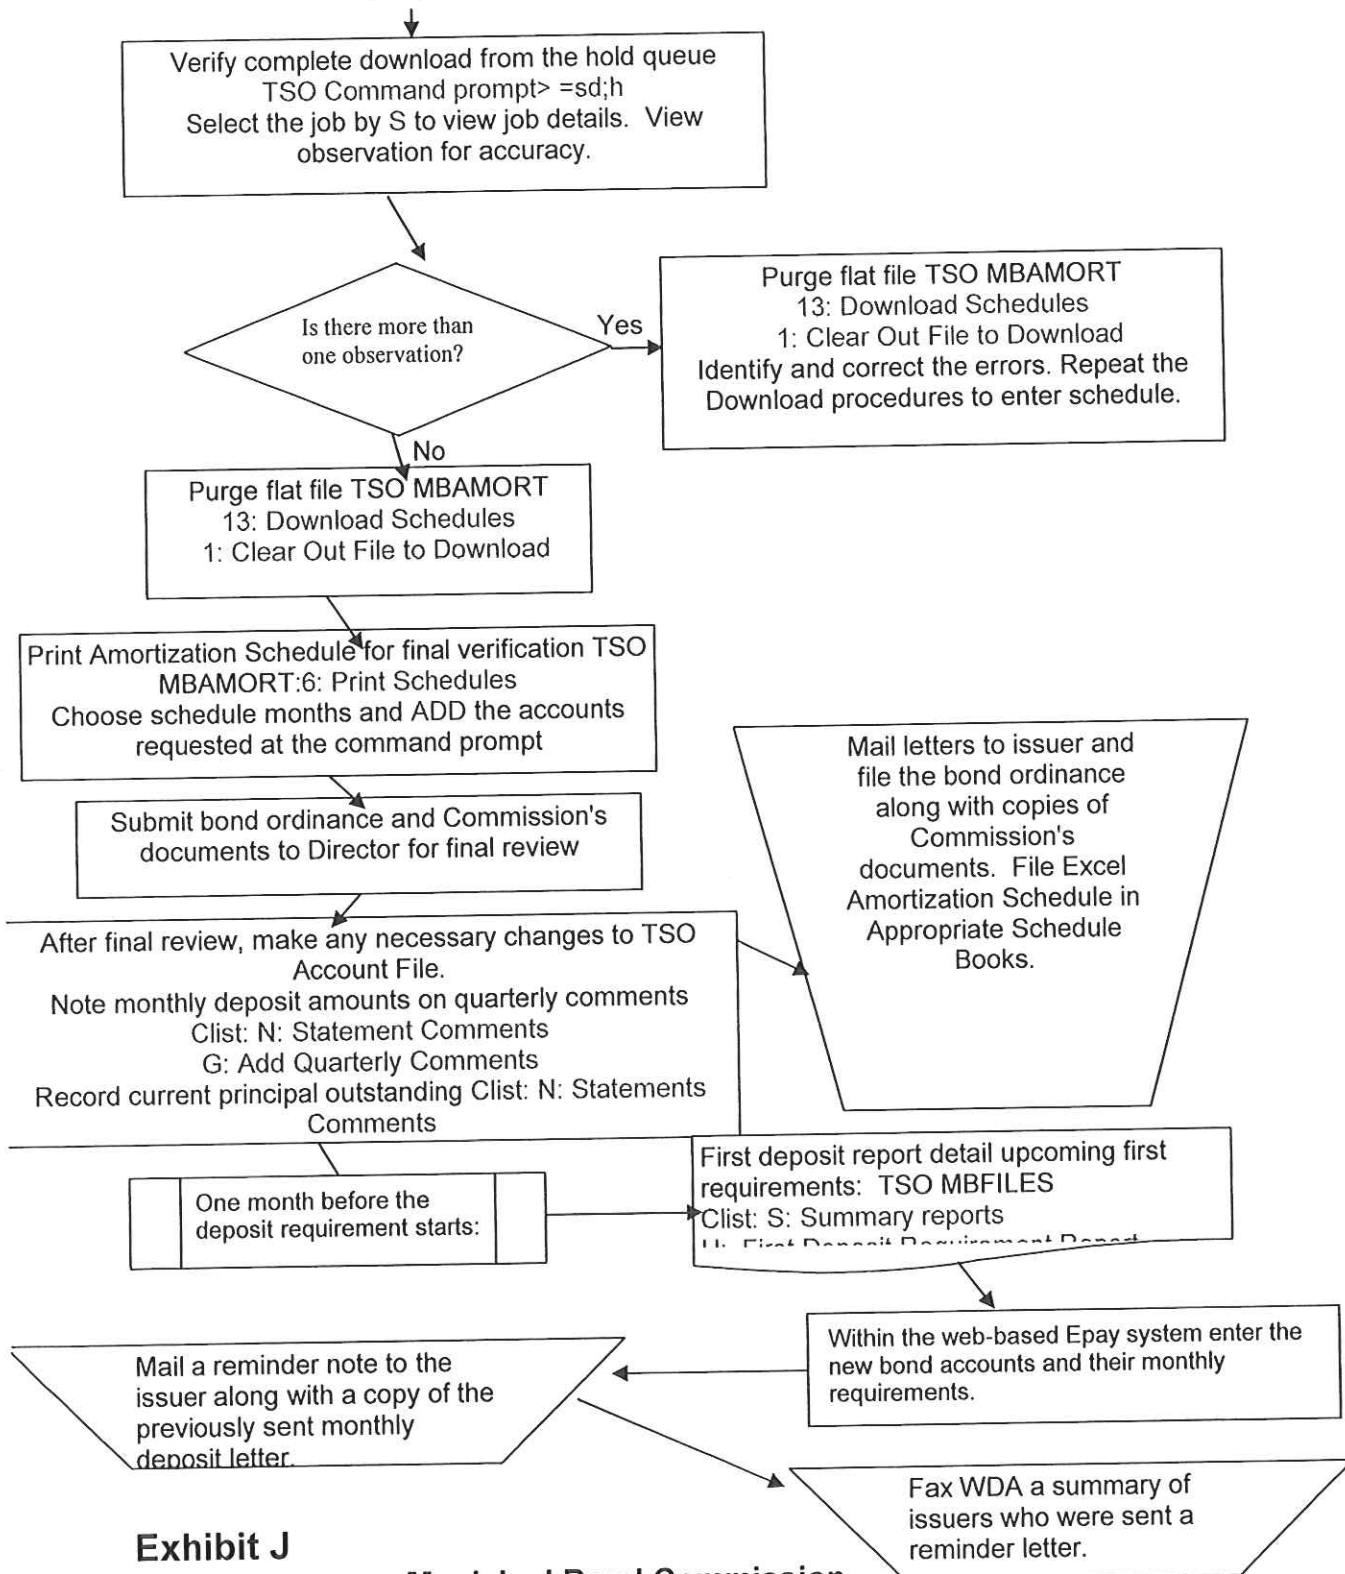 Verify complete download from the hold queue
TSO Command prompt> =sd;h
Select the job by S to view job details.  View
observation for accuracy.
Is there more than
one observation?
Yes
Purge flat file TSO MBAMORT
13: Download Schedules
1: Clear Out File to Download
Identify and correct the errors. Repeat the
Download procedures to enter schedule.
No
Purge flat file TSO MBAMORT
13: Download Schedules
1: Clear Out File to Download
Print Amortization Schedule for final verification TSO
MBAMORT:6: Print Schedules
Choose schedule months and ADD the accounts
requested at the command prompt
Submit bond ordinance and Commission's
documents to Director for final review
Mail letters to issuer and
file the bond ordinance
along with copies of
Commission's
documents.  File Excel
Amortization Schedule in
Appropriate Schedule
Books.
After final review, make any necessary changes to TSO
Account File.
Note monthly deposit amounts on quarterly comments
Clist: N: Statement Comments
G: Add Quarterly Comments
Record current principal outstanding Clist: N: Statements
Comments
One month before the
deposit requirement starts:
First deposit report detail upcoming first
requirements:  TSO MBFILES
Clist: S: Summary reports
First Deposit Requirement Report
Within the web-based Epay system enter the
new bond accounts and their monthly
requirements.
Mail a reminder note to the
issuer along with a copy of the
previously sent monthly
deposit letter.
Fax WDA a summary of
issuers who were sent a
reminder letter.
Exhibit J
Municipal Bond Commission